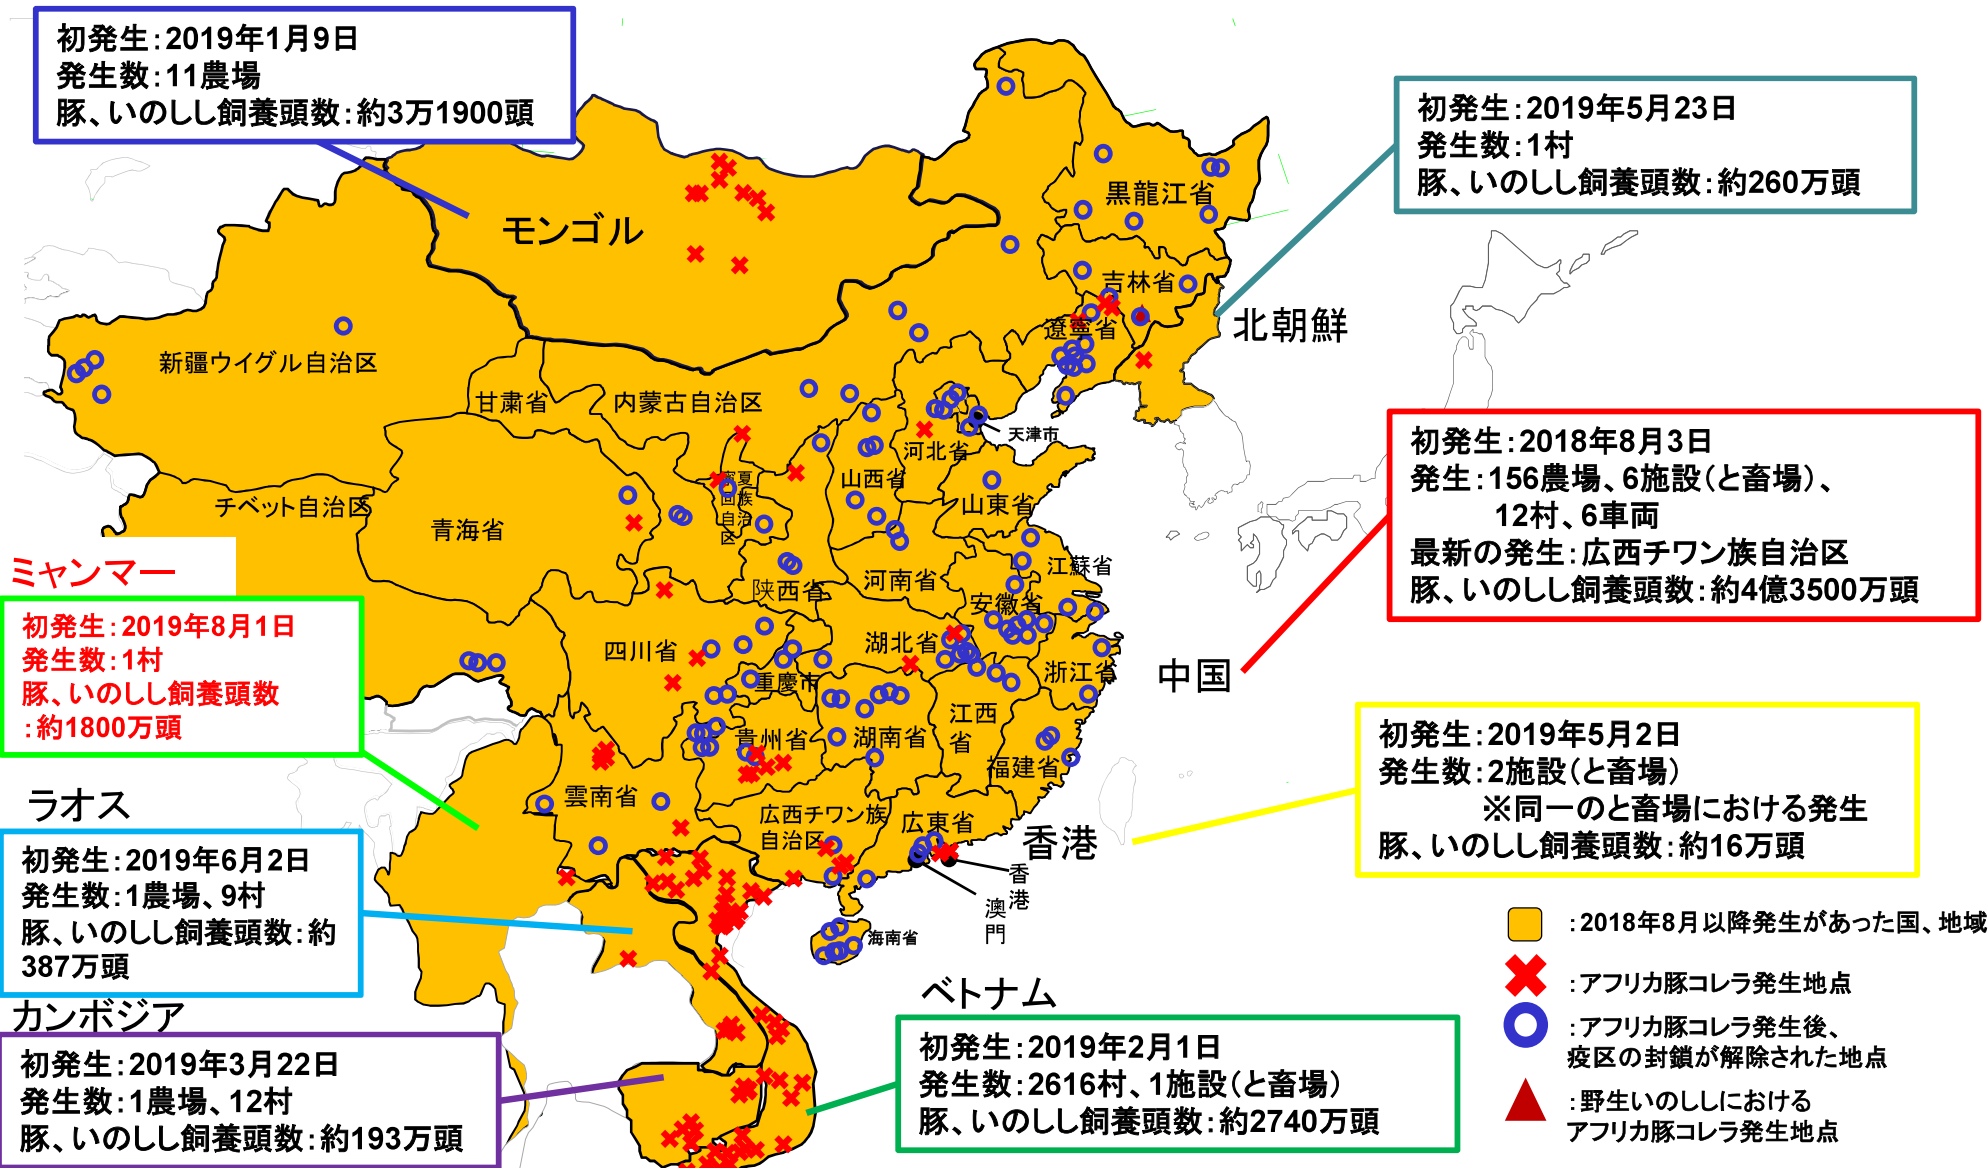 初発生：2019年1月9日
発生数：11農場
豚、いのしし飼養頭数：約3万1900頭
初発生：2019年5月23日
発生数：1村
豚、いのしし飼養頭数：約260万頭
モンゴル
黒龍江省
吉林省
遼寧省
北朝鮮
新疆ウイグル自治区
甘粛省
内蒙古自治区
天津市
河北省
山西省
山東省
寧夏
回族
自治
区
チベット自治区
青海省
初発生：2018年8月3日
発生：156農場、6施設（と畜場）、
12村、6車両
最新の発生：広西チワン族自治区
豚、いのしし飼養頭数：約4億3500万頭
陝西省
河南省
江蘇省
安徽省
ミャンマー
初発生：2019年8月1日
発生数：1村
豚、いのしし飼養頭数
：約1800万頭
四川省
湖北省
重慶市
浙江省
中国
江西
省
貴州省
湖南省
福建省
初発生：2019年5月2日
発生数：2施設（と畜場）
※同一のと畜場における発生
豚、いのしし飼養頭数：約16万頭
雲南省
広西チワン族
自治区
広東省
香港
香
港
澳
門
海南省
ラオス
初発生：2019年6月2日
発生数：1農場、9村
豚、いのしし飼養頭数：約
387万頭
カンボジア
初発生：2019年3月22日
発生数：1農場、12村
豚、いのしし飼養頭数：約193万頭
ベトナム
初発生：2019年2月1日
発生数：2616村、1施設（と畜場）
豚、いのしし飼養頭数：約2740万頭
：2018年8月以降発生があった国、地域
：アフリカ豚コレラ発生地点
：アフリカ豚コレラ発生後、
疫区の封鎖が解除された地点
：野生いのししにおける
アフリカ豚コレラ発生地点